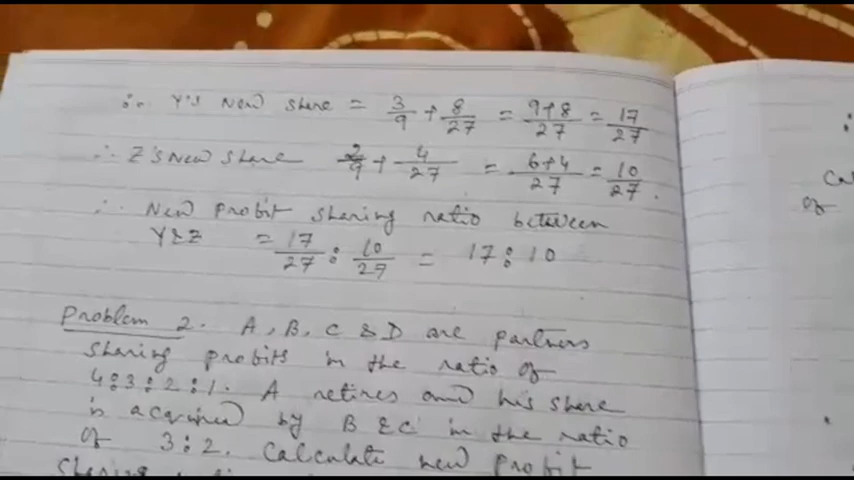 ∴ Y's New share = 3/9 + 8/27 = 9+8/27 = 17/27
∴ Z's New share 2/9 + 4/27 = 6+4/27 = 10/27.
∴ New profit sharing ratio between
Y & Z = 17/27 : 10/27 = 17:10
Problem 2. A, B, C & D are partners
sharing profits in the ratio of
4:3:2:1. A retires and his share
is acquired by B & C in the ratio
of 3:2. Calculate new profit
sharing
of